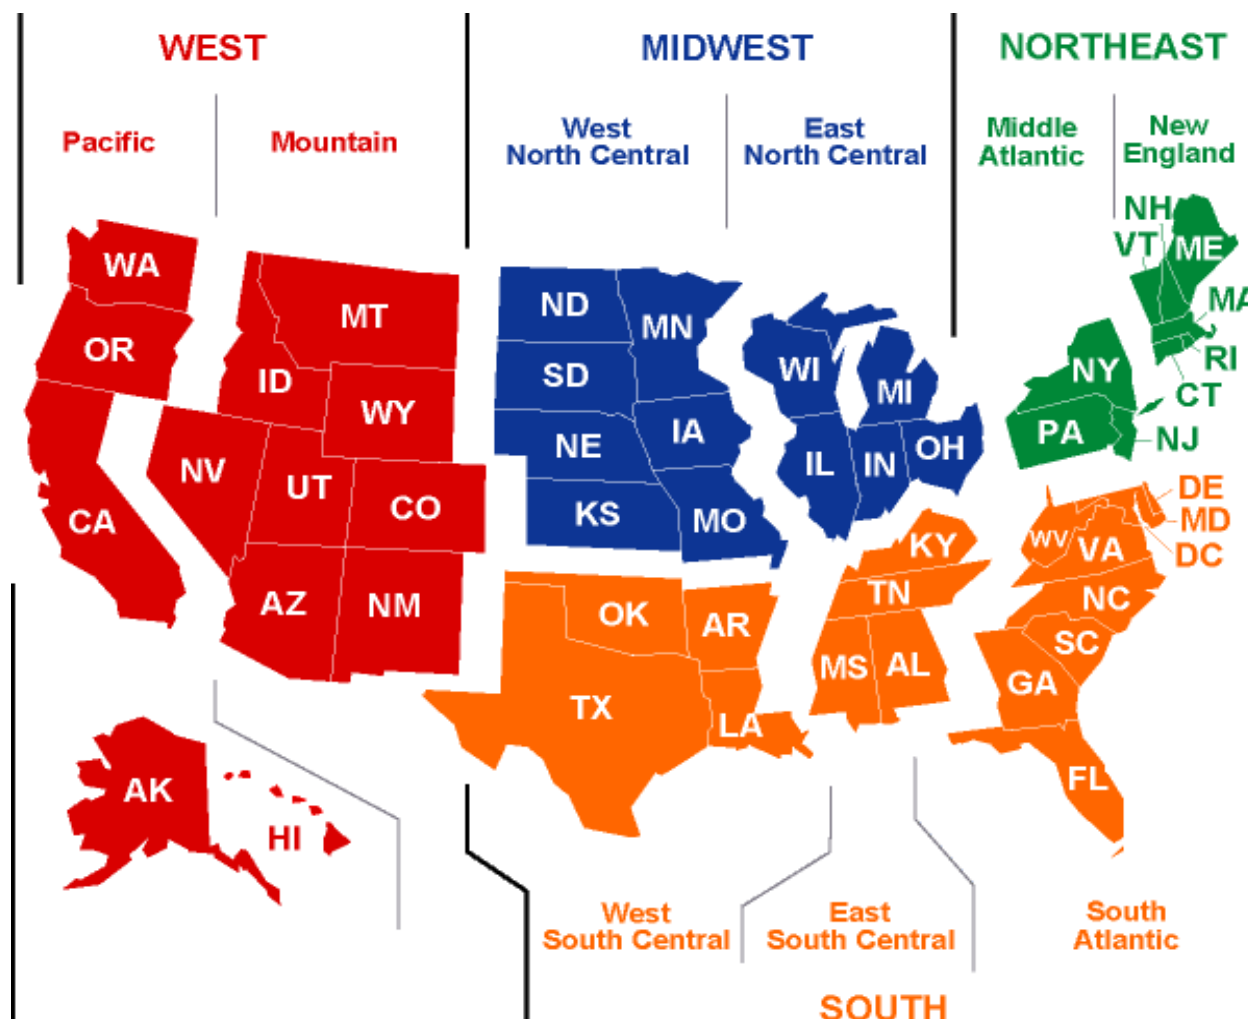 WEST
MIDWEST
NORTHEAST
Pacific
Mountain
West
North Central
East
North Central
Middle
Atlantic
New
England
NH
VT
ME
MA
RI
CT
NJ
NY
PA
WA
OR
CA
MT
ID
WY
NV
UT
CO
AZ
NM
ND
SD
NE
KS
MN
IA
MO
WI
MI
IL
IN
OH
DE
MD
DC
WV
VA
NC
SC
GA
FL
KY
TN
MS
AL
OK
AR
TX
LA
AK
HI
West
South Central
East
South Central
South
Atlantic
SOUTH